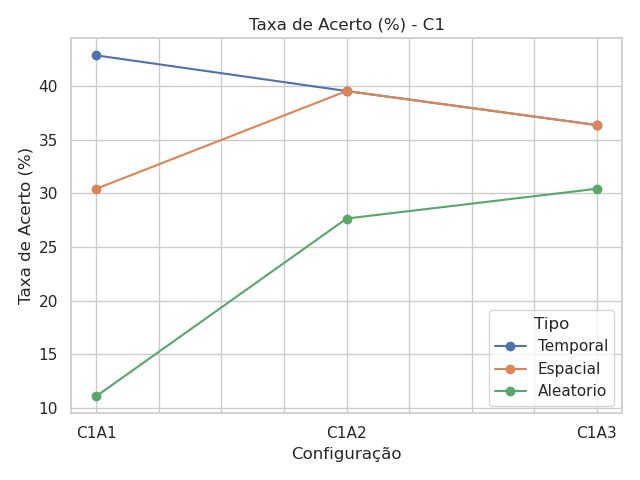 Taxa de Acerto (%) - C1
Taxa de Acerto (%)
40
35
30
25
20
15
10
Tipo
Temporal
Espacial
Aleatorio
C1A1
C1A2
C1A3
Configuração